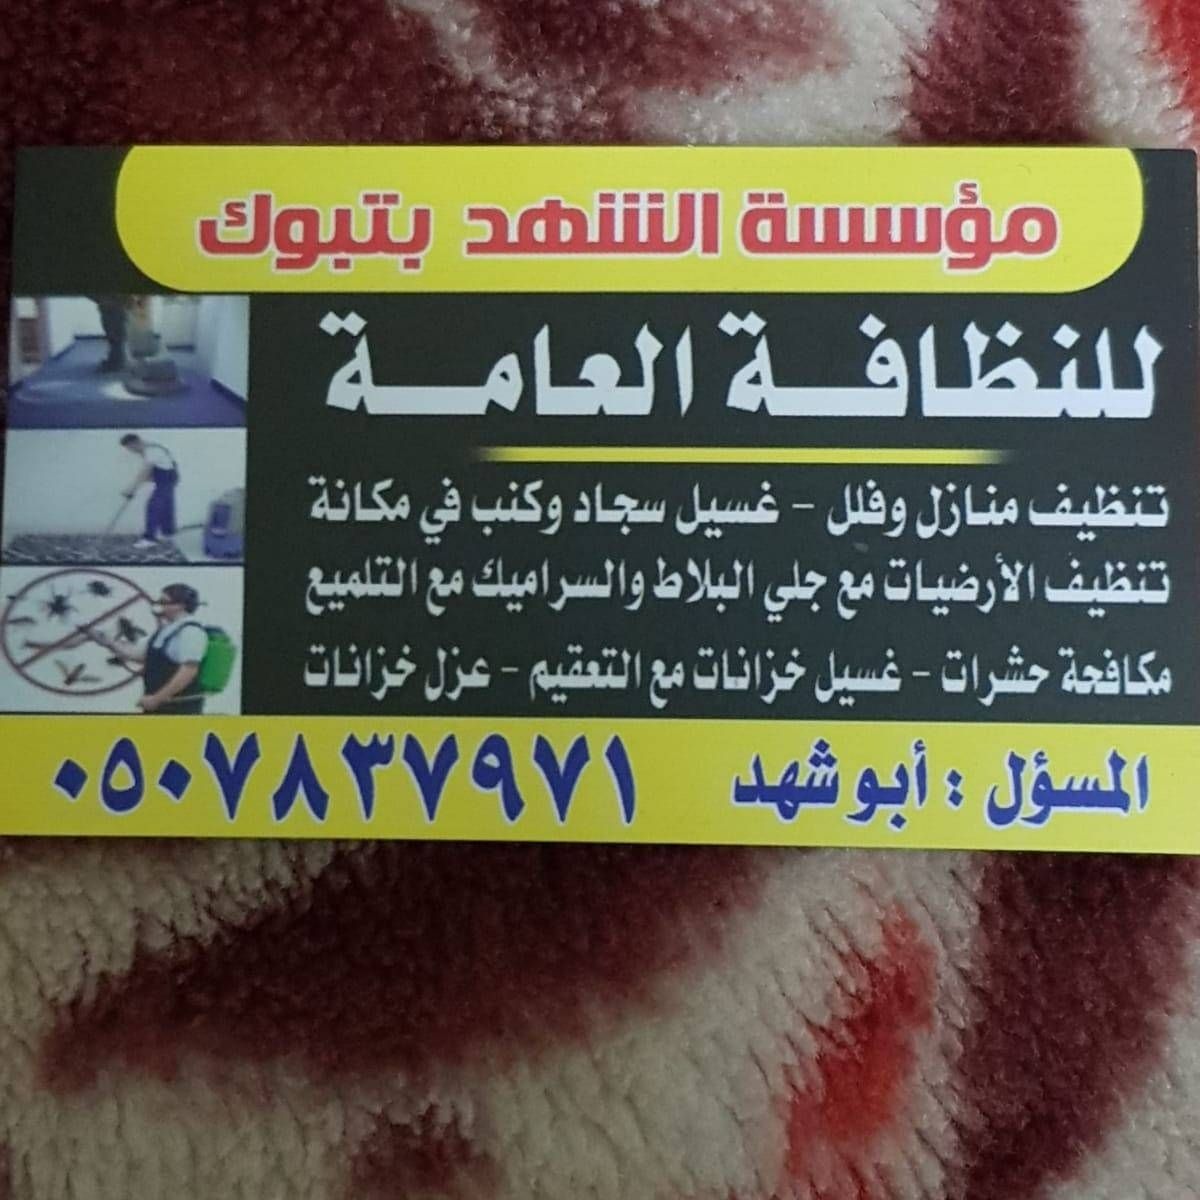 مؤسسة الشهد بتبوك
للنظافة العامة
تنظيف منازل وفلل - غسيل سجاد وكنب في مكانة
تنظيف الأرضيات مع جلي البلاط والسراميك مع التلميع
مكافحة حشرات - غسيل خزانات مع التعقيم - عزل خزانات
المسؤل : أبو شهد ٠٥٠٧٨٣٧٩٧١